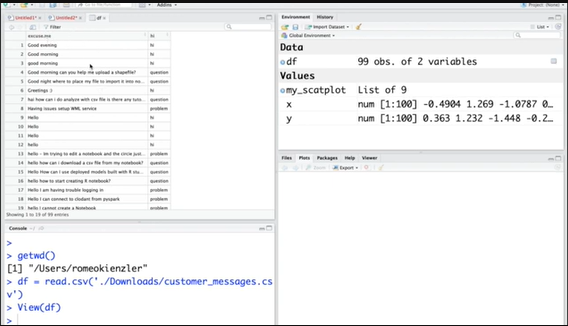 Addins
Project: (None)
Untitled1*
Untitled2*
df
Filter
excuse.me
hi
1 Good evening hi
2 Good morning hi
3 good morning hi
4 Good morning can you help me upload a shapefile? question
5 Good night where to place my file to import it into no... question
6 Greetings :) hi
7 hai how can i do analyze with csv file is there any tuto... question
8 Having issues setup WML service problem
9 Hello hi
10 Hello hi
11 Hello hi
12 hello hi
13 hello - Im trying to edit a notebook and the circle just... problem
14 hello how can i download a csv file from my notebook? question
15 Hello How can I use deployed models built with R stu... question
16 hello how to start creating R notebook? question
17 Hello I am having trouble logging in problem
18 Hello I can connect to clodant from pyspark problem
19 hello I cannot create a Notebook problem
Showing 1 to 19 of 99 entries
Console ~/
>
> getwd()
[1] "/Users/romeokienzler"
> df = read.csv('./Downloads/customer_messages.cs
v')
> View(df)
>
Environment History
Import Dataset
List
Global Environment
Data
df 99 obs. of 2 variables
Values
my_scatplot List of 9
x num [1:100] -0.4904 1.269 -1.0787 0...
y num [1:100] 0.363 1.232 -1.448 -0.2...
Files Plots Packages Help Viewer
Zoom Export